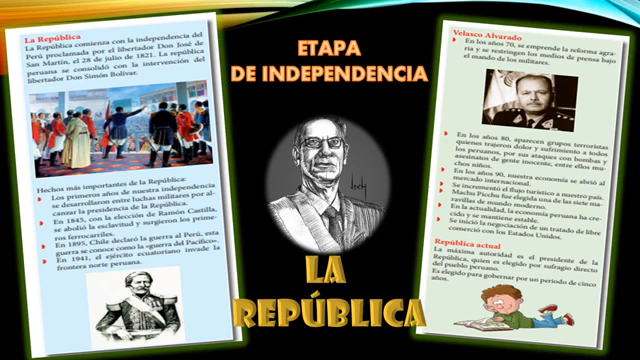 La República
La República comienza con la independencia del
Perú proclamada por el libertador Don José de
San Martín, el 28 de julio de 1821. La república
peruana se consolidó con la intervención del
libertador Don Simón Bolívar.
Hechos más importantes de la República:
Los primeros años de nuestra independencia
se desarrollaron entre luchas militares por al-
canzar la presidencia de la República.
En 1845, con la elección de Ramón Castilla,
se abolió la esclavitud y surgieron los prime-
ros ferrocarriles.
En 1895, Chile declaró la guerra al Perú, esta
guerra se conoce como la «guerra del Pacífico».
En 1941, el ejército ecuatoriano invade la
frontera norte peruana.
ETAPA
DE INDEPENDENCIA
LA
REPÚBLICA
Velasco Alvarado
En los años 70, se emprende la reforma agra-
ria y se restringen los medios de prensa bajo
el mando de los militares.
En los años 80, aparecen grupos terroristas
quienes trajeron dolor y sufrimiento a todos
los peruanos, por sus ataques con bombas y
asesinatos de gente inocente, entre ellos mu-
chos niños.
En los años 90, nuestra economía se abrió al
mercado internacional.
Se incrementó el flujo turístico a nuestro país.
Machu Picchu fue elegida una de las siete ma-
ravillas de mundo moderno.
En la actualidad, la economía peruana ha cre-
cido y se mantiene estable.
Se inició la negociación de un tratado de libre
comercio con los Estados Unidos.
República actual
La máxima autoridad es el presidente de la
República, quien es elegido por sufragio directo
del pueblo peruano.
Es elegido para gobernar por un periodo de cinco
años.